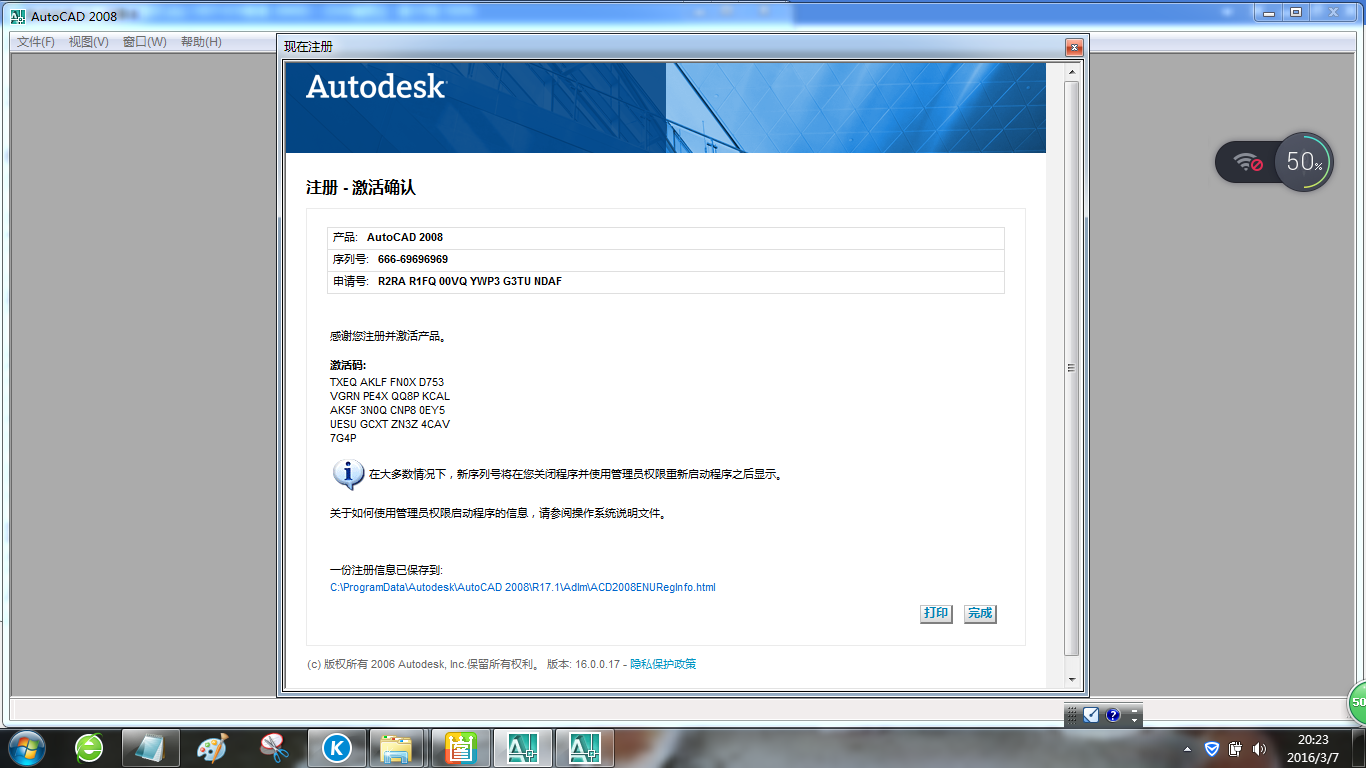 AutoCAD 2008
文件(F) 视图(V) 窗口(W) 帮助(H)
现在注册
Autodesk
50%
注册 - 激活确认
产品: AutoCAD 2008
序列号: 666-69696969
申请号: R2RA R1FQ 00VQ YWP3 G3TU NDAF
感谢您注册并激活产品。
激活码:
TXEQ AKLF FN0X D753
VGRN PE4X QQ8P KCAL
AK5F 3N0Q CNP8 0EY5
UESU GCXT ZN3Z 4CAV
7G4P
在大多数情况下，新序列号将在您关闭程序并使用管理员权限重新启动程序之后显示。
关于如何使用管理员权限启动程序的信息，请参阅操作系统说明文件。
一份注册信息已保存到:
C:\ProgramData\Autodesk\AutoCAD 2008\R17.1\Adlm\ACD2008ENURegInfo.html
打印 完成
(c) 版权所有 2006 Autodesk, Inc.保留所有权利。 版本: 16.0.0.17 - 隐私保护政策
50
K
20:23
2016/3/7